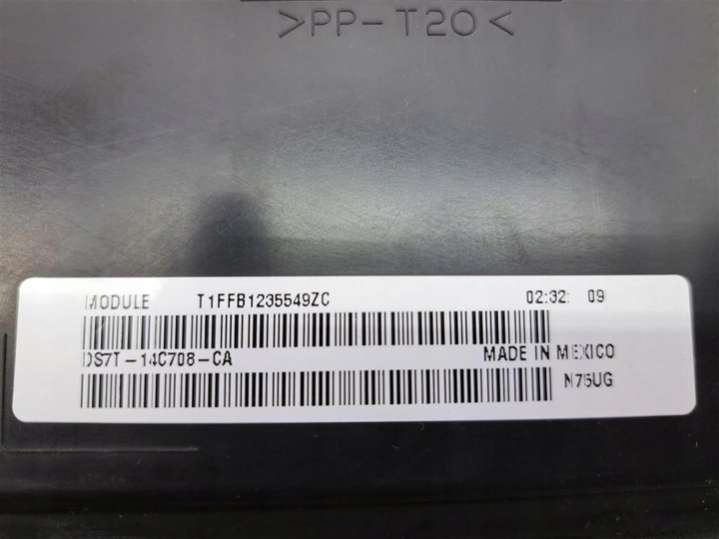 >PP-T20<
MODULE T1FFB1235549ZC 02:32: 09
DS7T-14C708-CA MADE IN MEXICO
N75UG